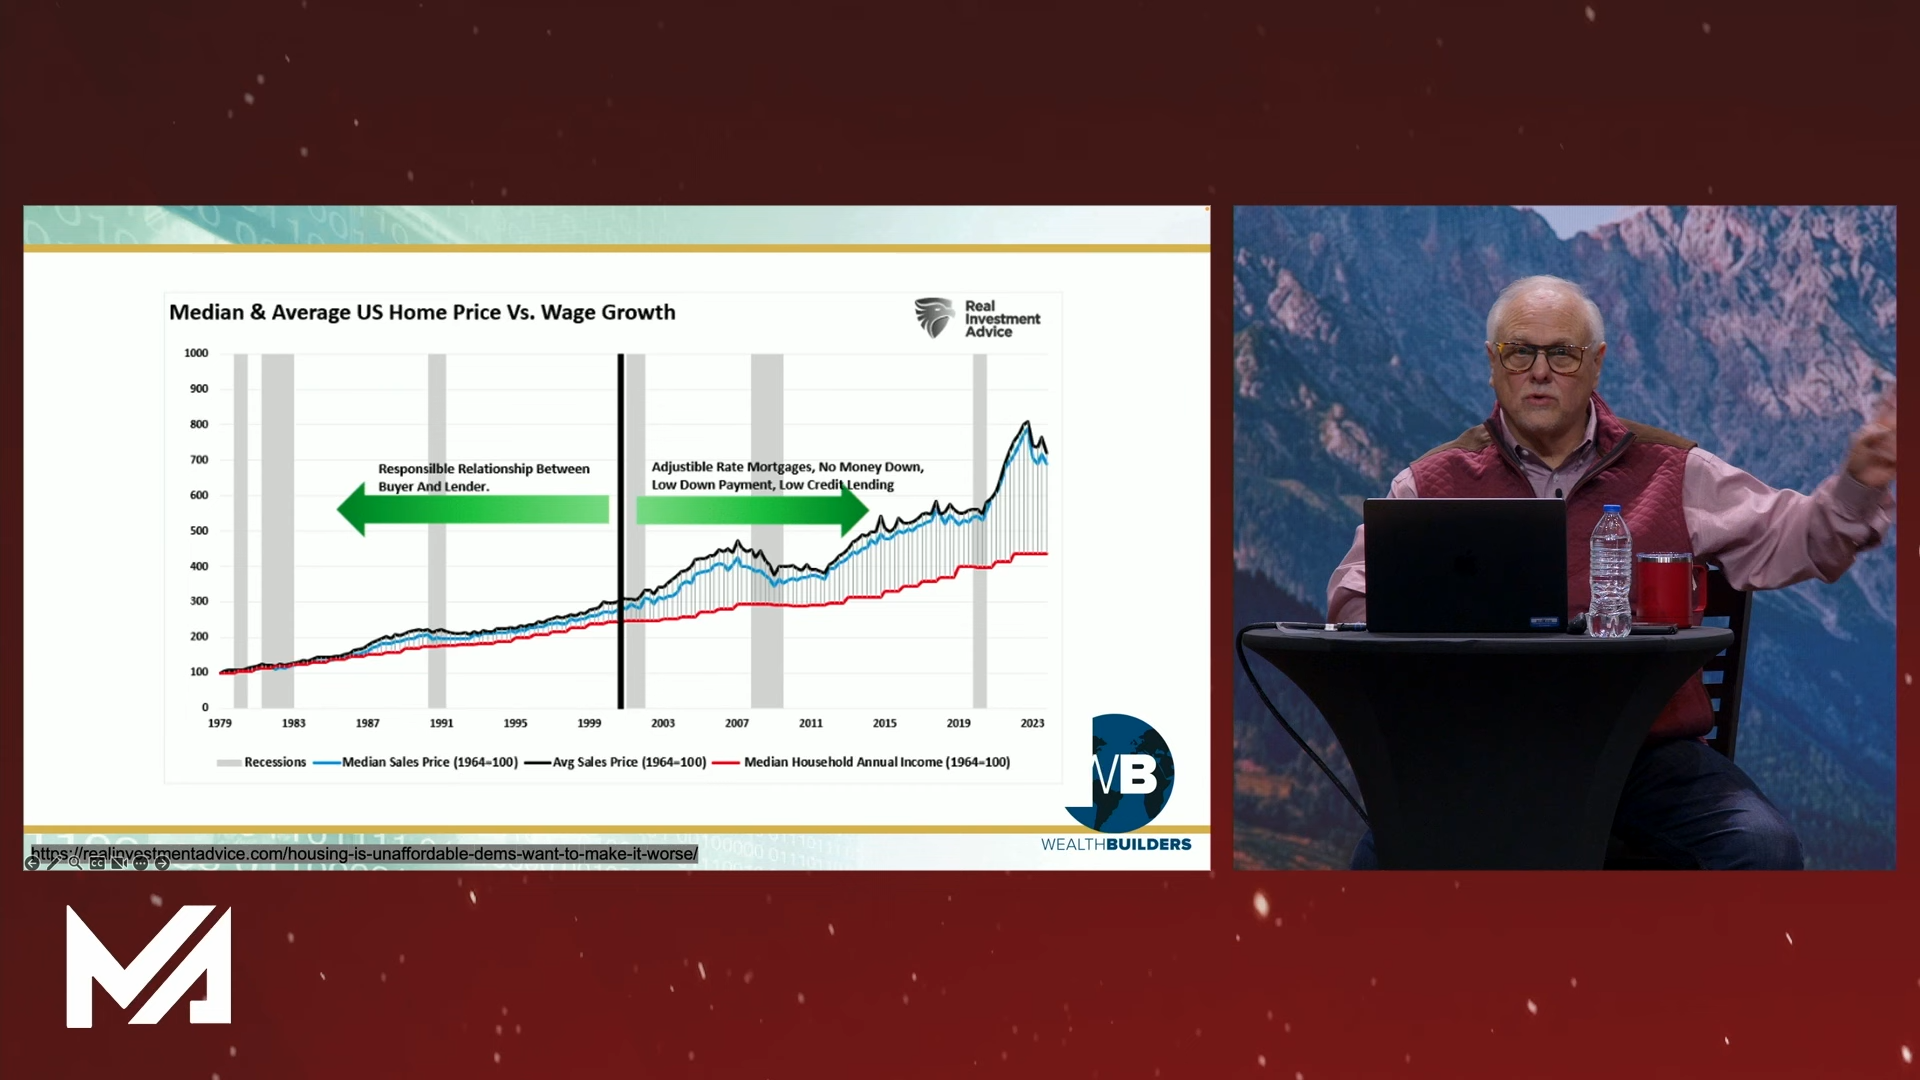 Median & Average US Home Price Vs. Wage Growth
Real
Investment
Advice
1000
900
800
700
600
500
400
300
200
100
0
Responsilble Relationship Between
Buyer And Lender.
Adjustible Rate Mortgages, No Money Down,
Low Down Payment, Low Credit Lending
1979 1983 1987 1991 1995 1999 2003 2007 2011 2015 2019 2023
Recessions Median Sales Price (1964=100) Avg Sales Price (1964=100) Median Household Annual Income (1964=100)
WB
WEALTHBUILDERS
https://realinvestmentadvice.com/housing-is-unaffordable-dems-want-to-make-it-worse/
MA